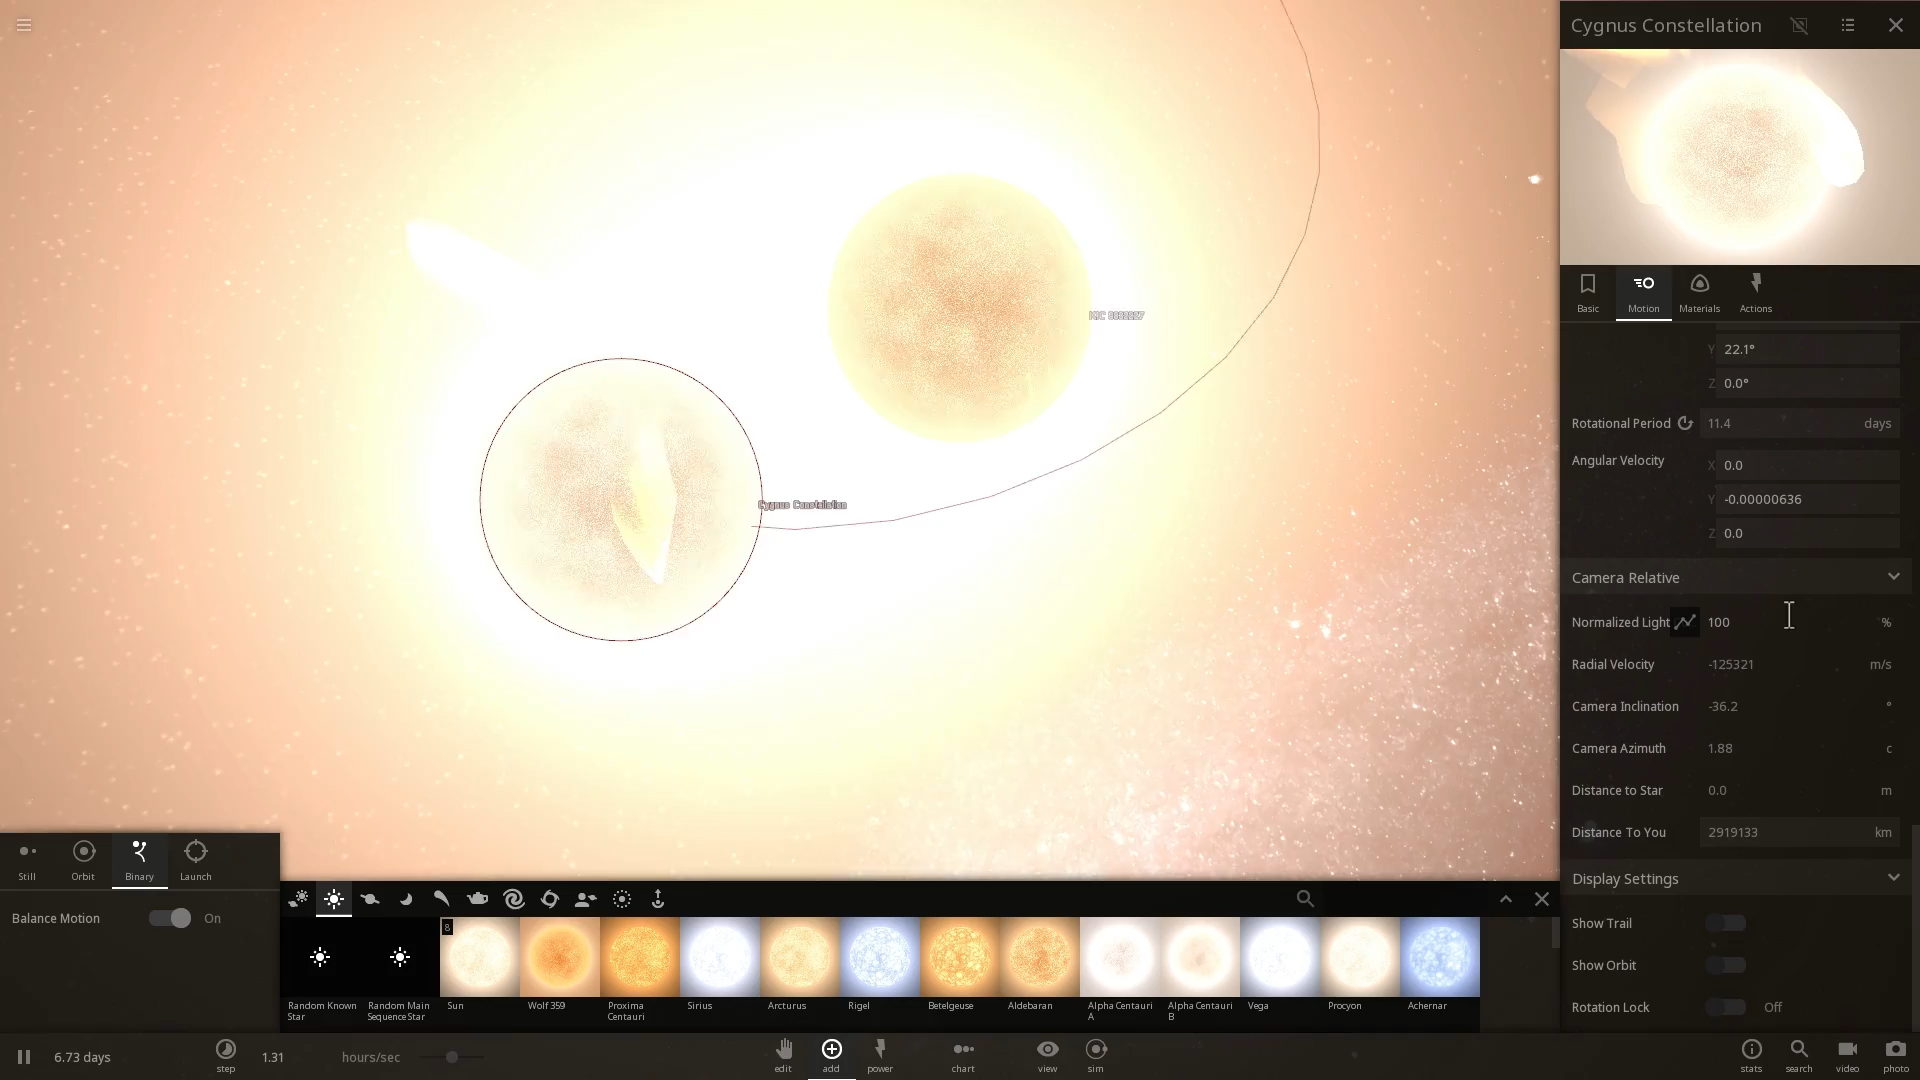 Cygnus Constellation
KIC 9832227
Cygnus Constellation
Basic
Motion
Materials
Actions
Y 22.1°
Z 0.0°
Rotational Period 11.4 days
Angular Velocity X 0.0
Y -0.00000636
Z 0.0
Camera Relative
Normalized Light 100 %
Radial Velocity -125321 m/s
Camera Inclination -36.2 °
Camera Azimuth 1.88 c
Distance to Star 0.0 m
Distance To You 2919133 km
Display Settings
Show Trail
Show Orbit
Rotation Lock Off
Still
Orbit
Binary
Launch
Balance Motion On
8
Random Known
Star
Random Main
Sequence Star
Sun
Wolf 359
Proxima
Centauri
Sirius
Arcturus
Rigel
Betelgeuse
Aldebaran
Alpha Centauri
A
Alpha Centauri
B
Vega
Procyon
Achernar
6.73 days
step
1.31 hours/sec
edit
add
power
chart
view
sim
stats
search
video
photo